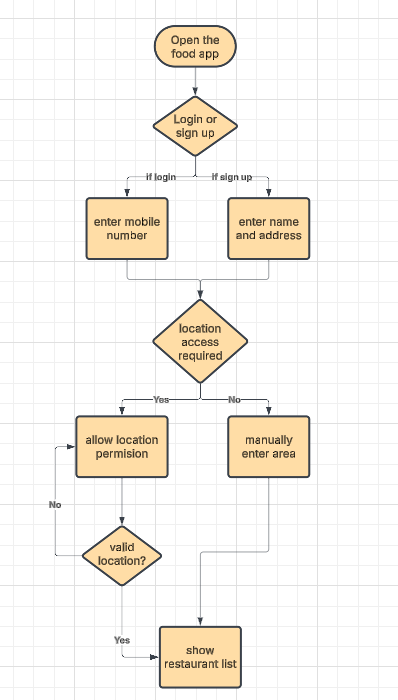 Open the
food app
Login or
sign up
if login
if sign up
enter mobile
number
enter name
and address
location
access
required
Yes
No
allow location
permision
manually
enter area
No
valid
location?
Yes
show
restaurant list